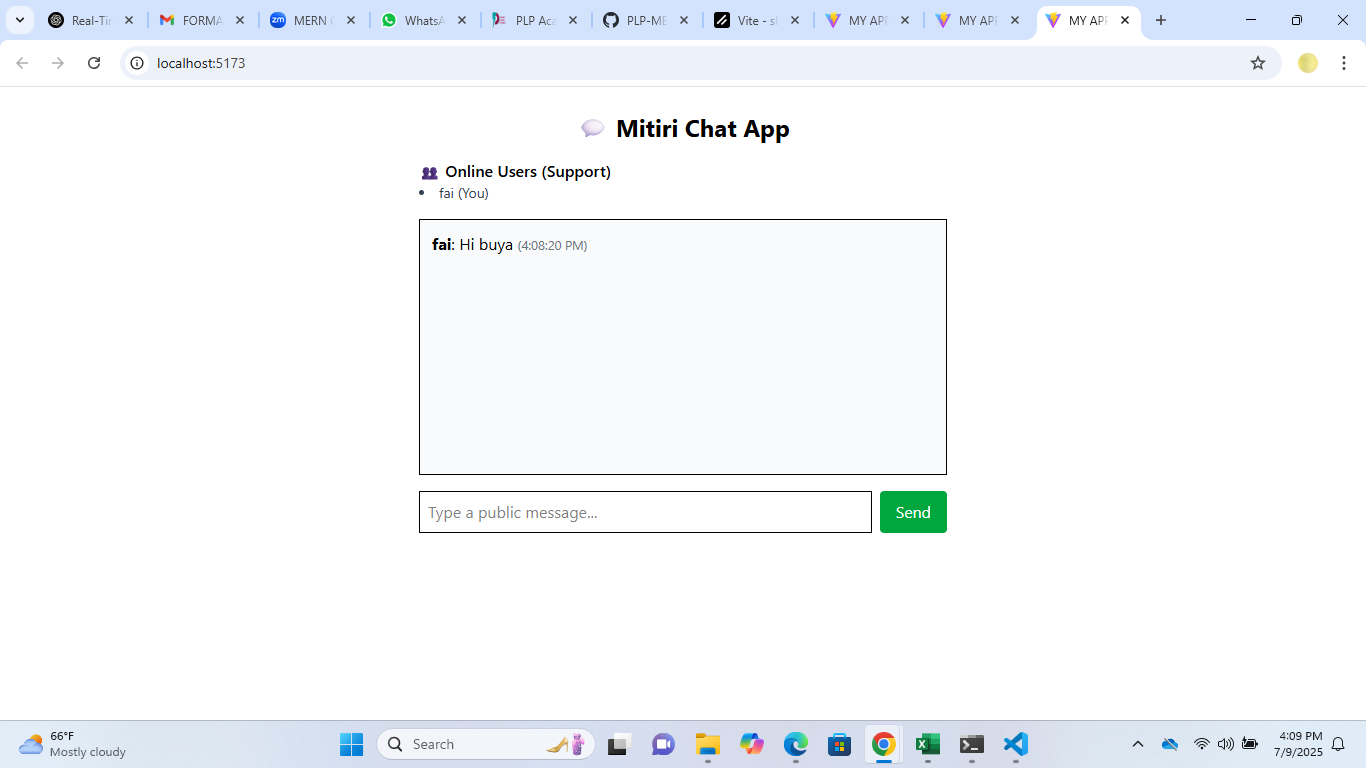 Real-Tir
FORMA
MERN
WhatsA
PLP Aca
PLP-ME
Vite - sl
MY APP
MY APP
MY APP
localhost:5173
Mitiri Chat App
Online Users (Support)
fai (You)
fai: Hi buya (4:08:20 PM)
Type a public message...
Send
66°F
Mostly cloudy
Search
4:09 PM
7/9/2025